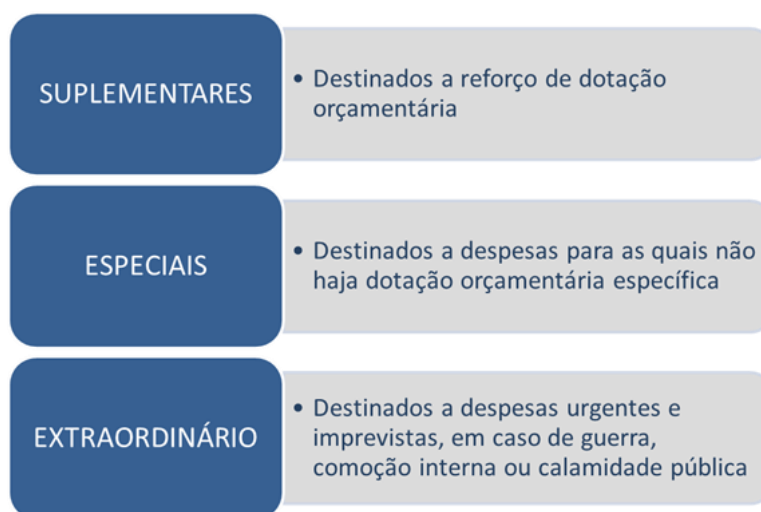 SUPLEMENTARES
• Destinados a reforço de dotação
orçamentária
ESPECIAIS
• Destinados a despesas para as quais não
haja dotação orçamentária específica
EXTRAORDINÁRIO
• Destinados a despesas urgentes e
imprevistas, em caso de guerra,
comoção interna ou calamidade pública